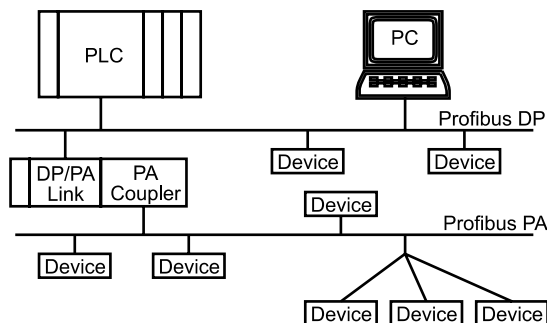 PLC
PC
Profibus DP
Device
Device
DP/PA
Link
PA
Coupler
Device
Profibus PA
Device
Device
Device
Device
Device